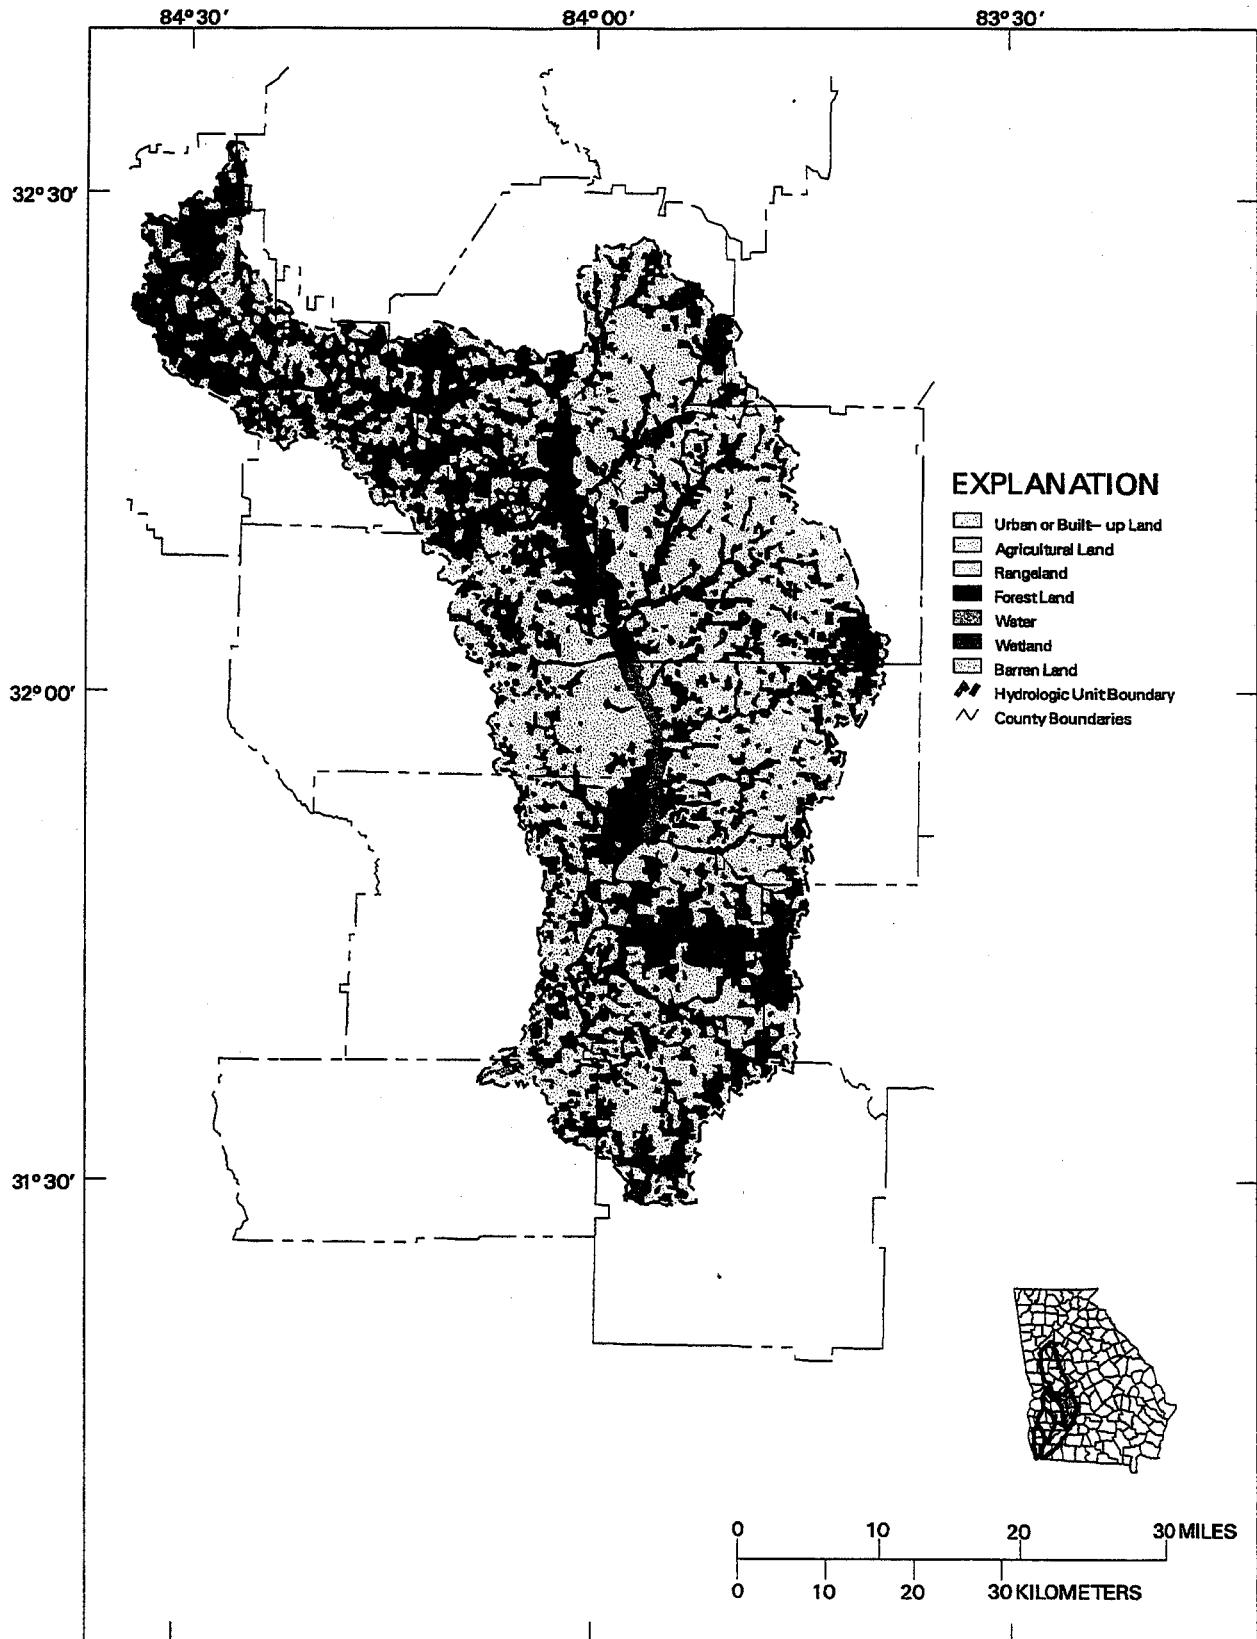 84°30′ 84°00′ 83°30′
32°30′
EXPLANATION
Urban or Built-up Land
Agricultural Land
Rangeland
Forest Land
Water
Wetland
Barren Land
32°00′
Hydrologic Unit Boundary
County Boundaries
31°30′
0 10 20 30 MILES
0 10 20 30 KILOMETERS